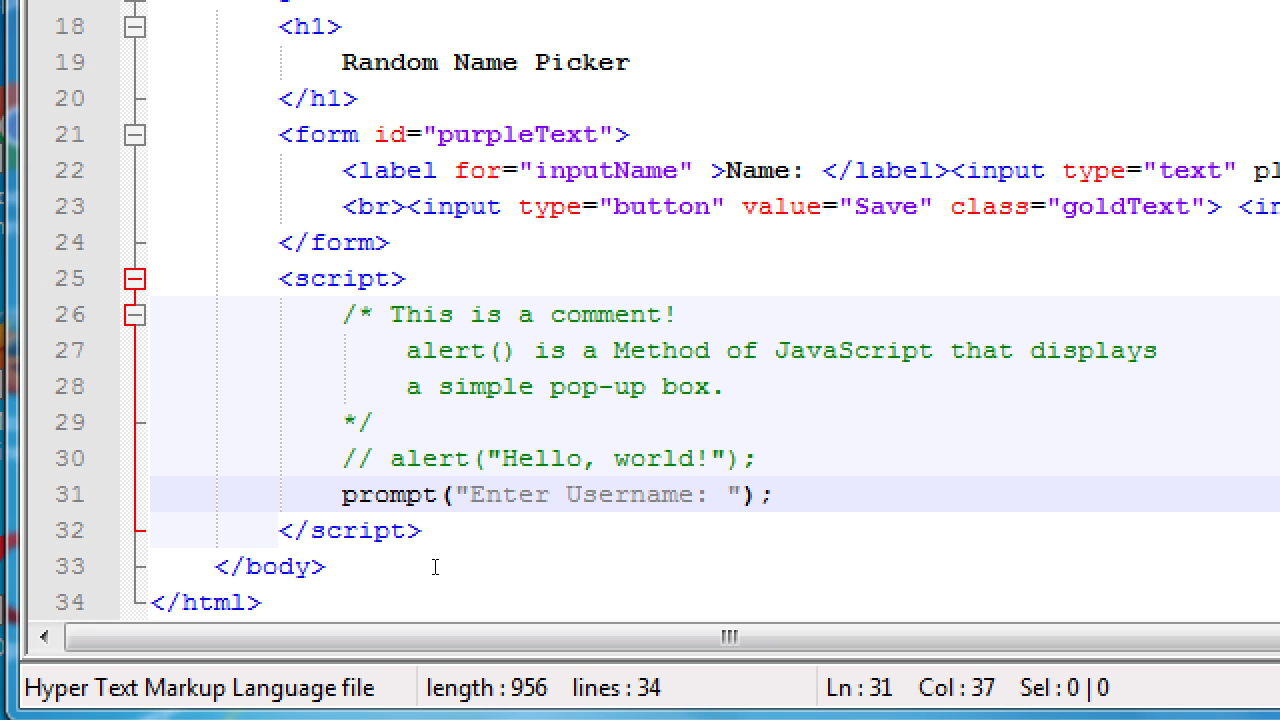 18 <h1>
19 Random Name Picker
20 </h1>
21 <form id="purpleText">
22 <label for="inputName" >Name: </label><input type="text" pl
23 <br><input type="button" value="Save" class="goldText"> <in
24 </form>
25 <script>
26 /* This is a comment!
27 alert() is a Method of JavaScript that displays
28 a simple pop-up box.
29 */
30 // alert("Hello, world!");
31 prompt("Enter Username: ");
32 </script>
33 </body>
34 </html>
Hyper Text Markup Language file length : 956 lines : 34 Ln : 31 Col : 37 Sel : 0 | 0